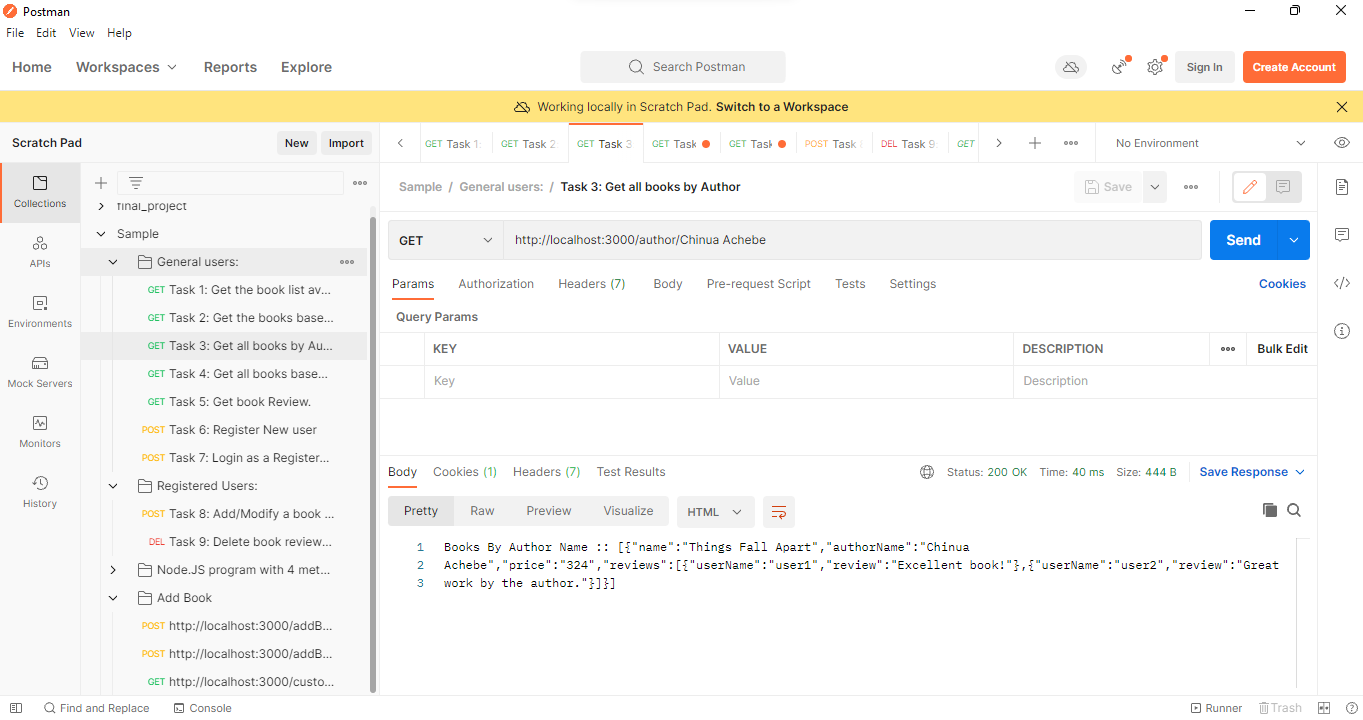 Postman
File Edit View Help
Home Workspaces Reports Explore Search Postman Sign In Create Account
Working locally in Scratch Pad. Switch to a Workspace
Scratch Pad New Import
GET Task 1: GET Task 2 GET Task 3 GET Task GET Task POST Task DEL Task 9: GET No Environment
Collections
APIs
Environments
Mock Servers
Monitors
History
final_project
Sample
General users:
GET Task 1: Get the book list av...
GET Task 2: Get the books base...
GET Task 3: Get all books by Au...
GET Task 4: Get all books base...
GET Task 5: Get book Review.
POST Task 6: Register New user
POST Task 7: Login as a Register...
Registered Users:
POST Task 8: Add/Modify a book ...
DEL Task 9: Delete book review...
Node.JS program with 4 met...
Add Book
POST http://localhost:3000/addB...
POST http://localhost:3000/addB...
GET http://localhost:3000/custo...
Sample / General users: / Task 3: Get all books by Author Save
GET http://localhost:3000/author/Chinua Achebe Send
Params Authorization Headers (7) Body Pre-request Script Tests Settings Cookies
Query Params
KEY VALUE DESCRIPTION Bulk Edit
Key Value Description
Body Cookies (1) Headers (7) Test Results Status: 200 OK Time: 40 ms Size: 444 B Save Response
Pretty Raw Preview Visualize HTML
1 Books By Author Name :: [{"name":"Things Fall Apart","authorName":"Chinua
2 Achebe","price":"324","reviews":[{"userName":"user1","review":"Excellent book!"},{"userName":"user2","review":"Great
3 work by the author."}]}]
Find and Replace Console Runner Trash